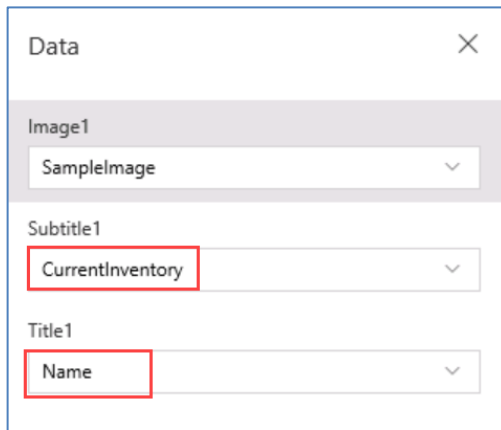 Data
Image1
SampleImage
Subtitle1
CurrentInventory
Title1
Name